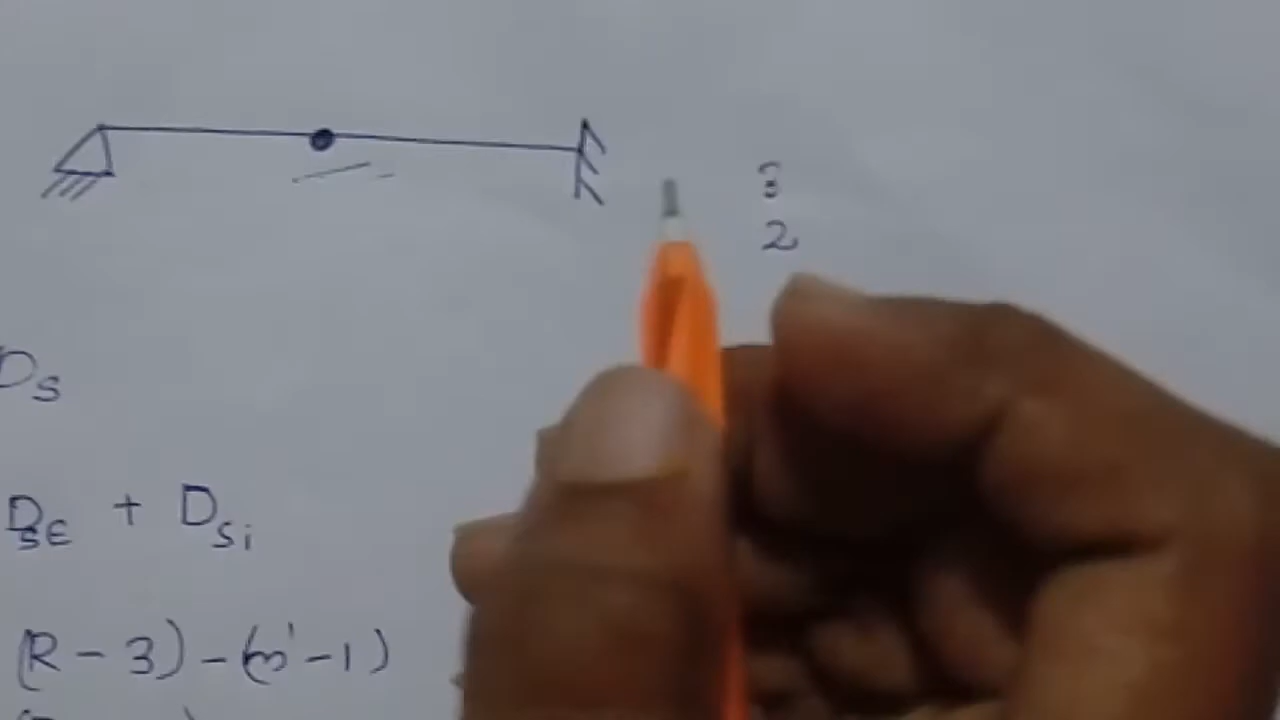 3
2
Ds
DsE + Dsi
(R - 3) - (m' - 1)